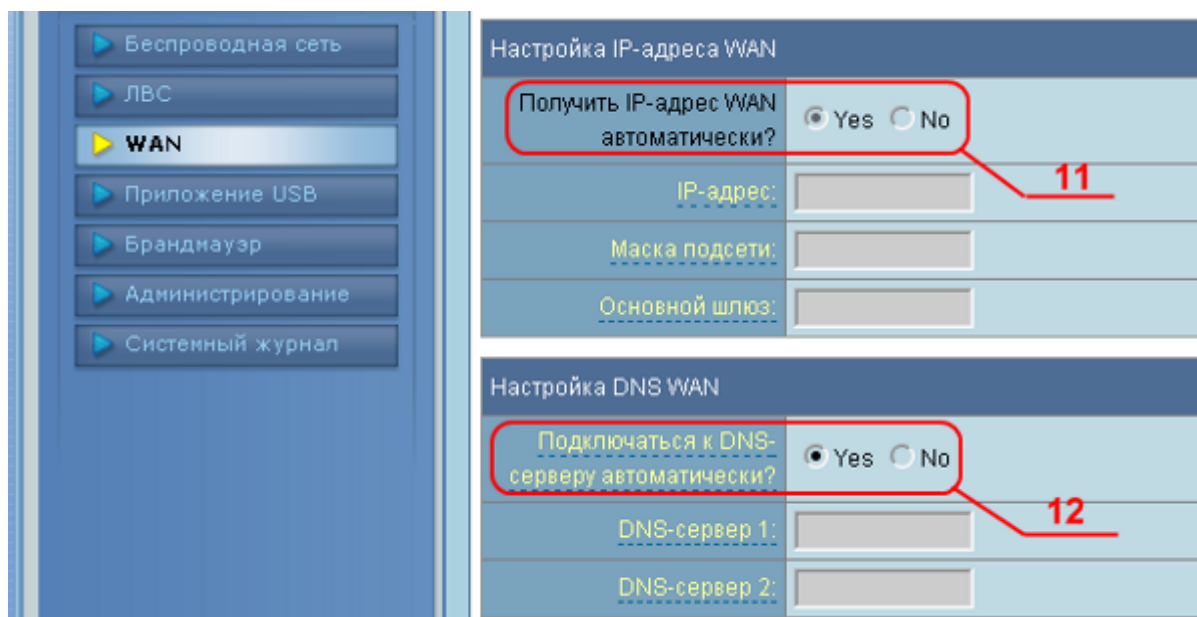 Беспроводная сеть
ЛВС
WAN
Приложение USB
Брандмауэр
Администрирование
Системный журнал
Настройка IP-адреса WAN
Получить IP-адрес WAN
автоматически?
Yes No
11
IP-адрес:
Маска подсети:
Основной шлюз:
Настройка DNS WAN
Подключаться к DNS-
серверу автоматически?
Yes No
12
DNS-сервер 1:
DNS-сервер 2: